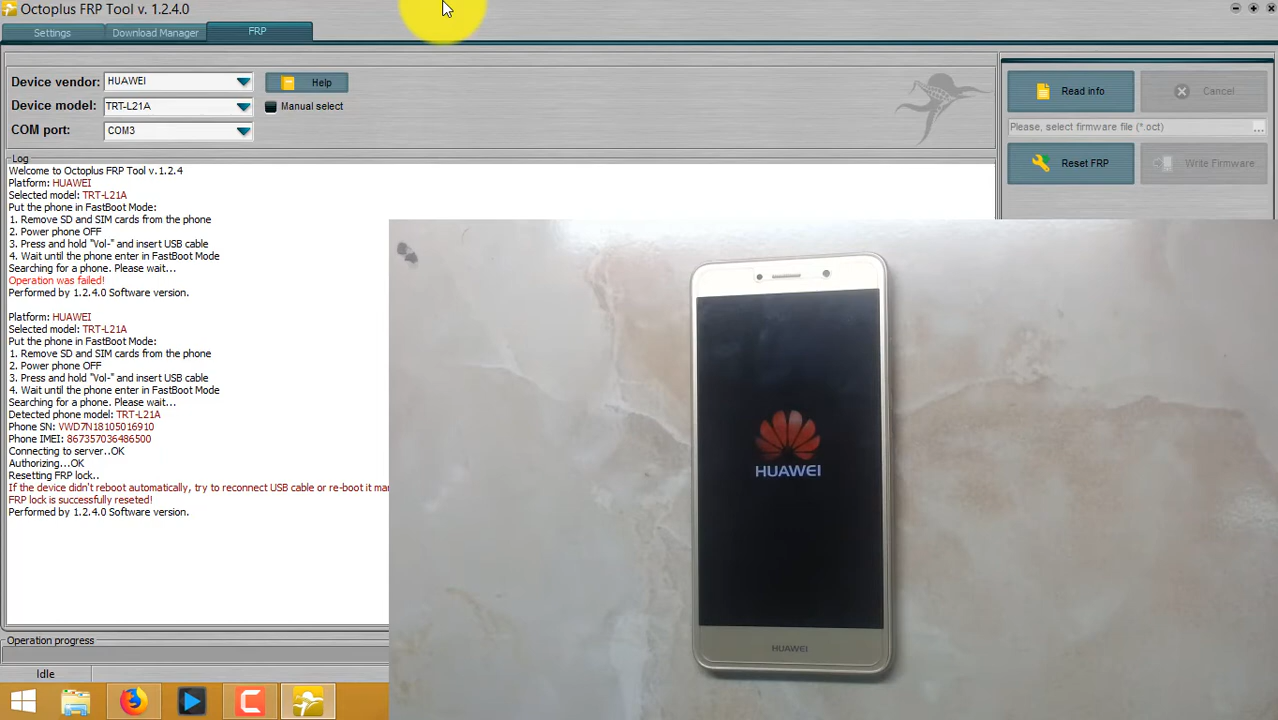 Octoplus FRP Tool v. 1.2.4.0
Settings
Download Manager
FRP
Device vendor:
HUAWEI
Help
Device model:
TRT-L21A
Manual select
COM port:
COM3
Read info
Cancel
Please, select firmware file (*.oct)
...
Reset FRP
Write Firmware
Log
Welcome to Octoplus FRP Tool v.1.2.4
Platform: HUAWEI
Selected model: TRT-L21A
Put the phone in FastBoot Mode:
1. Remove SD and SIM cards from the phone
2. Power phone OFF
3. Press and hold "Vol-" and insert USB cable
4. Wait until the phone enter in FastBoot Mode
Searching for a phone. Please wait...
Operation was failed!
Performed by 1.2.4.0 Software version.
Platform: HUAWEI
Selected model: TRT-L21A
Put the phone in FastBoot Mode:
1. Remove SD and SIM cards from the phone
2. Power phone OFF
3. Press and hold "Vol-" and insert USB cable
4. Wait until the phone enter in FastBoot Mode
Searching for a phone. Please wait...
Detected phone model: TRT-L21A
Phone SN: VWD7N18105016910
Phone IMEI: 867357036486500
Connecting to server..OK
Authorizing...OK
Resetting FRP lock..
If the device didn't reboot automatically, try to reconnect USB cable or re-boot it
FRP lock is successfully reseted!
Performed by 1.2.4.0 Software version.
Operation progress
Idle
HUAWEI
HUAWEI